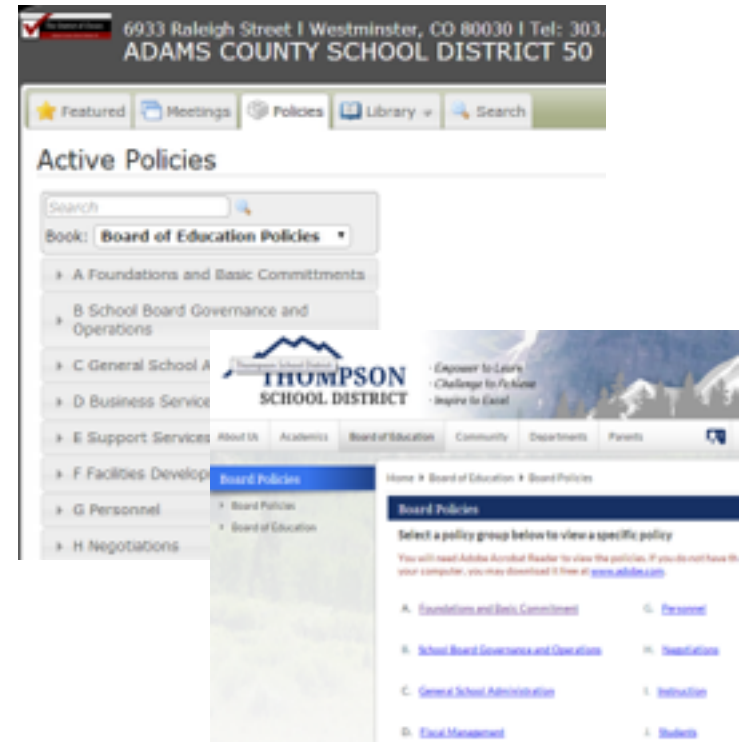 6933 Raleigh Street | Westminster, CO 80030 | Tel: 303.
ADAMS COUNTY SCHOOL DISTRICT 50
Featured Meetings Policies Library Search
Active Policies
Search
Book: Board of Education Policies
A Foundations and Basic Committments
B School Board Governance and
Operations
C General School A
D Business Service
E Support Services
F Facilities Develop
G Personnel
H Negotiations
Thompson School District
THOMPSON
SCHOOL DISTRICT
· Empower to Learn
· Challenge to Achieve
· Inspire to Excel
About Us Academics Board of Education Community Departments Parents
Board Policies
Board Policies
Board of Education
Home Board of Education Board Policies
Board Policies
Select a policy group below to view a specific policy
You will need Adobe Acrobat Reader to view the policies. If you do not have th
your computer, you may download it free at www.adobe.com.
A. Foundations and Basic Commitment
B. School Board Governance and Operations
C. General School Administration
D. Fiscal Management
G. Personnel
H. Negotiations
I. Instruction
J. Students